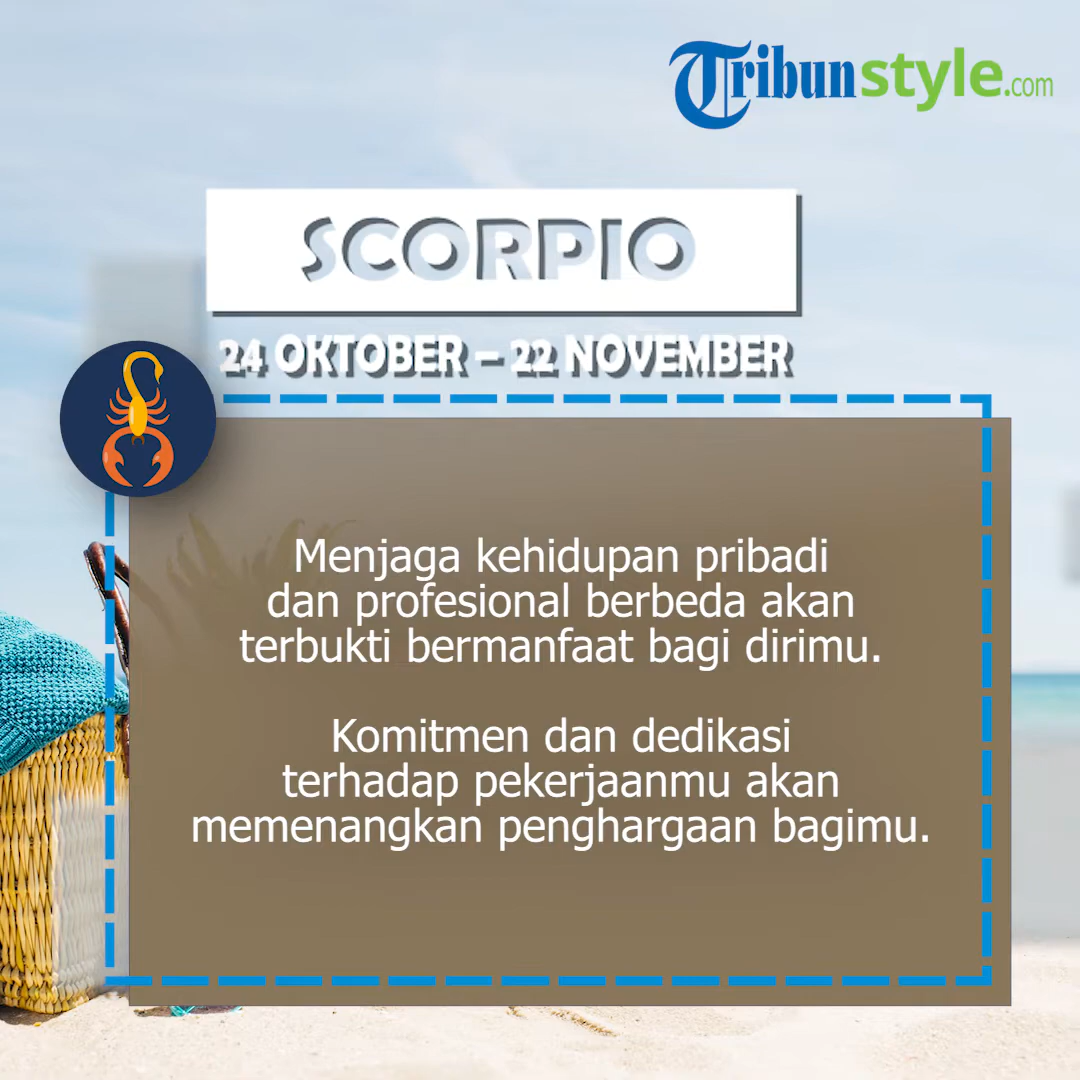 Tribunstyle.com
SCORPIO
24 OKTOBER – 22 NOVEMBER
Menjaga kehidupan pribadi
dan profesional berbeda akan
terbukti bermanfaat bagi dirimu.
Komitmen dan dedikasi
terhadap pekerjaanmu akan
memenangkan penghargaan bagimu.